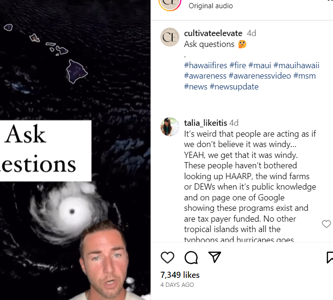 Original audio
cultivateelevate 4d
Ask questions 🤔
.
#hawaiifires #fire #maui #mauihawaii
#awareness #awarenessvideo #msm
#news #newsupdate
talia_likeitis 4d
It's weird that people are acting as if
we don't believe it was windy...
YEAH, we get that it was windy.
These people haven't bothered
looking up HAARP, the wind farms
or DEWs when it's public knowledge
and on page one of Google
showing these programs exist and
are tax payer funded. No other
tropical islands with all the
typhoons and hurricanes goes
7,349 likes
4 DAYS AGO
Ask
estions